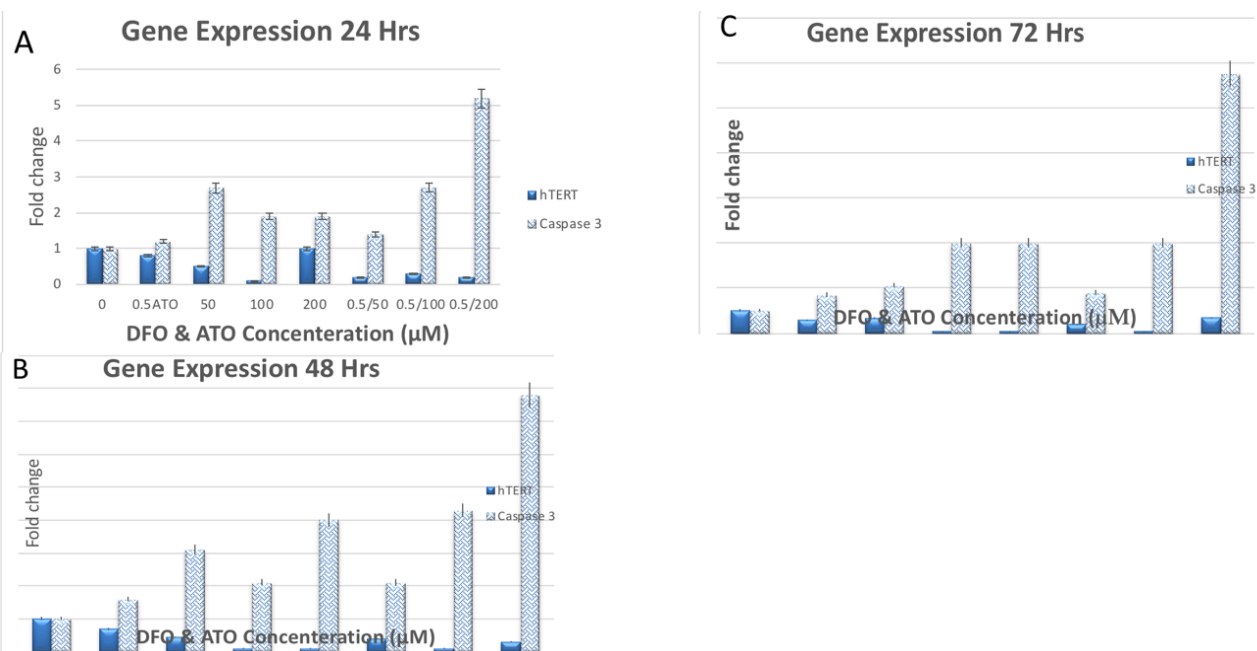 A
Gene Expression 24 Hrs
Fold change
6
5
4
3
2
1
0
0 0.5ATO 50 100 200 0.5/50 0.5/100 0.5/200
DFO & ATO Concenteration (μM)
hTERT
Caspase 3
B
Gene Expression 48 Hrs
Fold change
hTERT
Caspase 3
DFO & ATO Concenteration (μM)
C
Gene Expression 72 Hrs
Fold change
hTERT
Caspase 3
DFO & ATO Concenteration (μM)